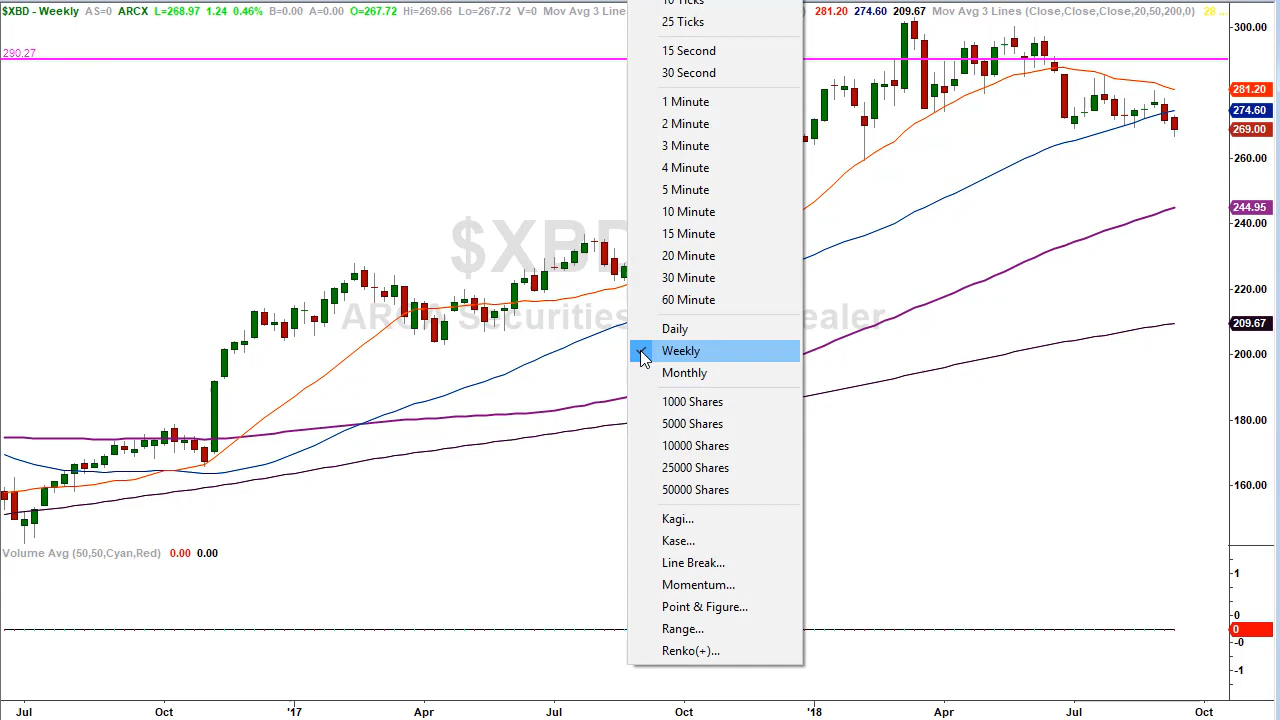 $XBD - Weekly AS=0 ARCX L=268.97 1.24 0.46% B=0.00 A=0.00 O=267.72 Hi=269.66 Lo=267.72 V=0 Mov Avg 3 Lines ) 281.20 274.60 209.67 Mov Avg 3 Lines (Close,Close,Close,20,50,200,0) 28 ...
290.27
$XBD
ARCA Securities ealer
10 Ticks
25 Ticks
15 Second
30 Second
1 Minute
2 Minute
3 Minute
4 Minute
5 Minute
10 Minute
15 Minute
20 Minute
30 Minute
60 Minute
Daily
Weekly
Monthly
1000 Shares
5000 Shares
10000 Shares
25000 Shares
50000 Shares
Kagi...
Kase...
Line Break...
Momentum...
Point & Figure...
Range...
Renko(+)...
300.00
281.20
274.60
269.00
260.00
244.95
240.00
220.00
209.67
200.00
180.00
160.00
Volume Avg (50,50,Cyan,Red) 0.00 0.00
1
0
0
-0
-1
Jul Oct '17 Apr Jul Oct '18 Apr Jul Oct